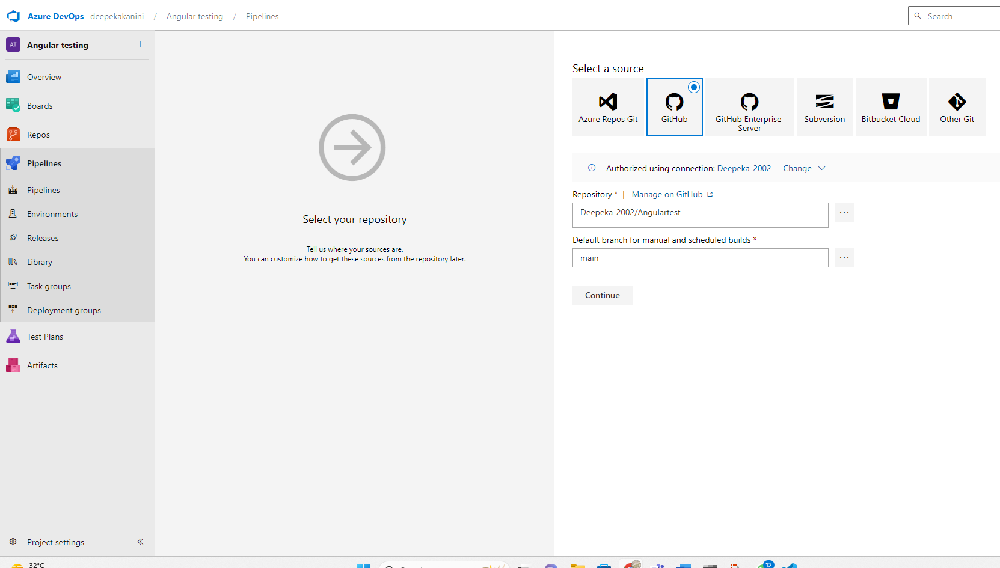 Azure DevOps deepekakanini / Angular testing / Pipelines
Search
AT Angular testing +
Overview
Boards
Repos
Pipelines
Pipelines
Environments
Releases
Library
Task groups
Deployment groups
Test Plans
Artifacts
Project settings
Select your repository
Tell us where your sources are.
You can customize how to get these sources from the repository later.
Select a source
Azure Repos Git
GitHub
GitHub Enterprise
Server
Subversion
Bitbucket Cloud
Other Git
Authorized using connection: Deepeka-2002 Change
Repository * | Manage on GitHub
Deepeka-2002/Angulartest
...
Default branch for manual and scheduled builds *
main
...
Continue
32°C
12